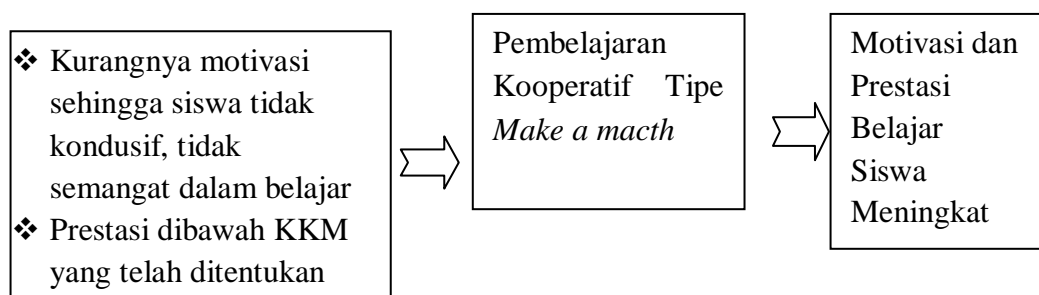 ❖ Kurangnya motivasi
sehingga siswa tidak
kondusif, tidak
semangat dalam belajar
❖ Prestasi dibawah KKM
yang telah ditentukan
Pembelajaran
Kooperatif Tipe
Make a macth
Motivasi dan
Prestasi
Belajar
Siswa
Meningkat